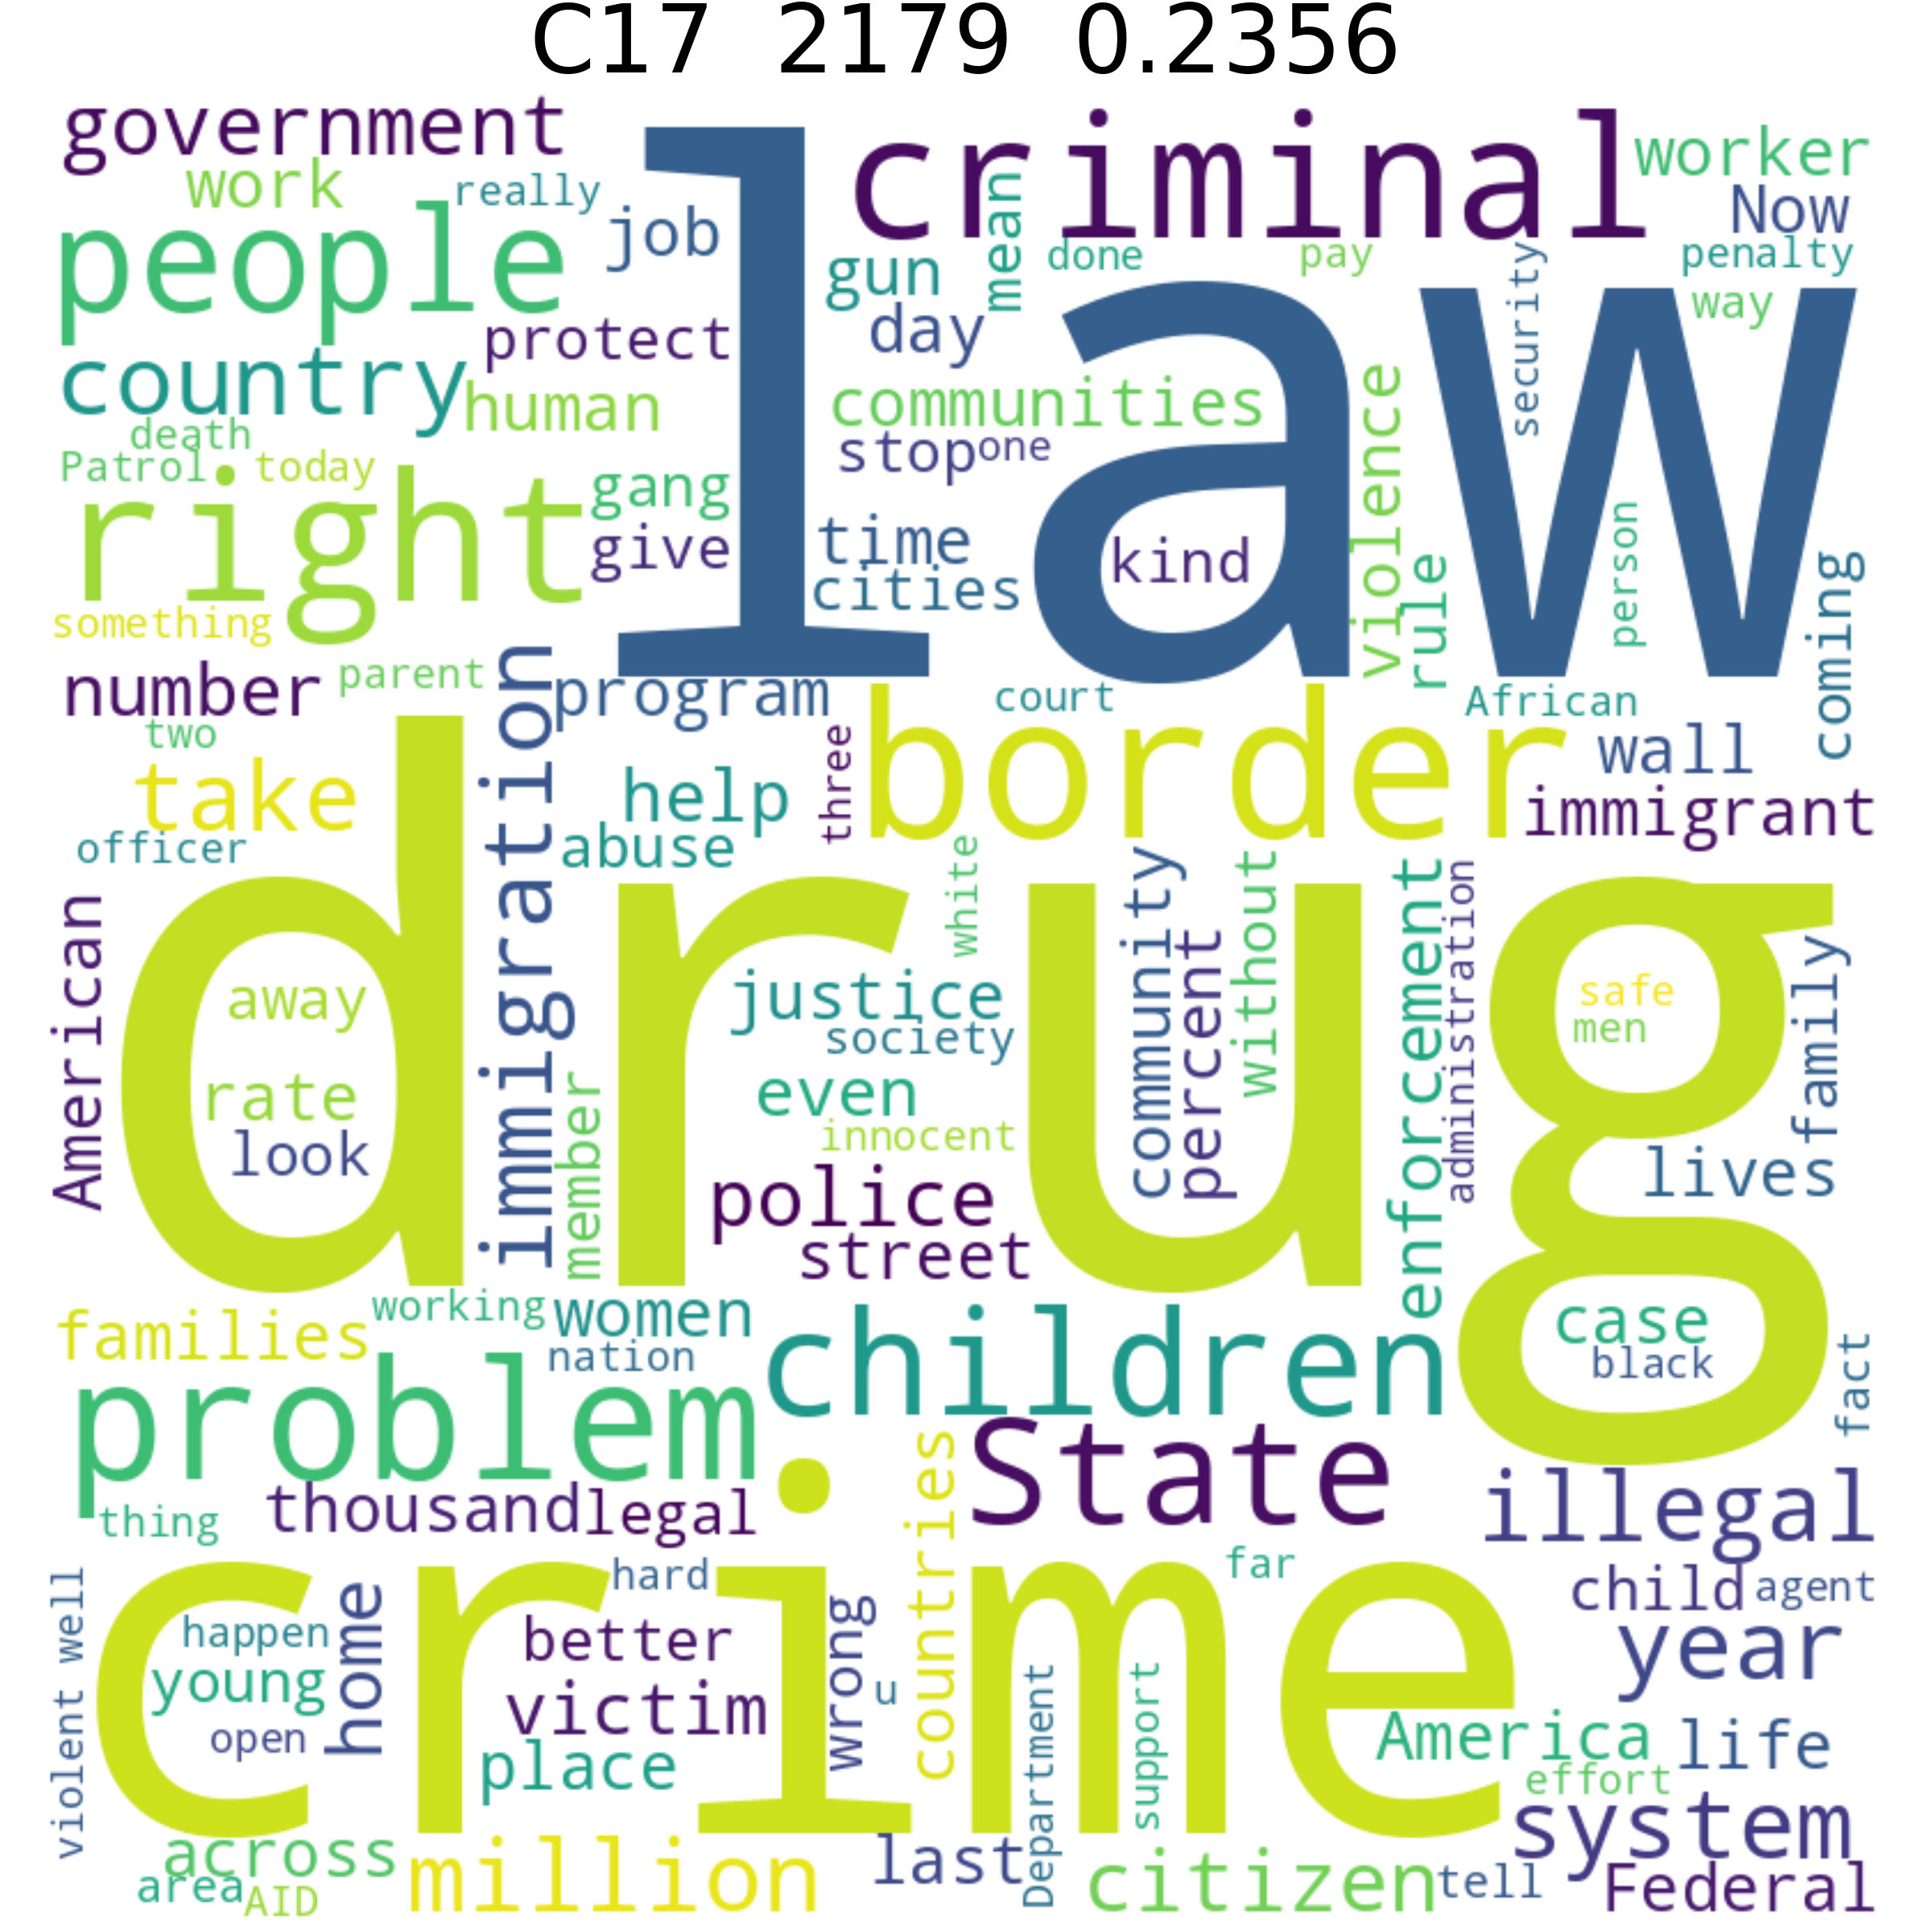 C17 2179 0.2356
government
criminal
worker
work
really
Now
people
job
mean
gun
done
pay
security
penalty
law
way
protect
day
country
human
communities
violence
death
stop
one
Patrol
today
right
gang
give
time
kind
cities
person
rule
coming
something
number
parent
immigration
program
court
African
two
three
border
wall
take
help
immigrant
officer
abuse
white
community
without
enforcement
administration
American
drug
away
justice
percent
safe
men
family
society
rate
even
look
member
innocent
police
lives
street
families
working
women
children
case
nation
black
fact
problem
State
countries
thing
thousand
legal
illegal
crime
hard
far
child
agent
violent
well
happen
home
better
wrong
year
young
victim
u
Department
support
open
place
America
life
effort
system
across
million
last
citizen
tell
Federal
area
AID